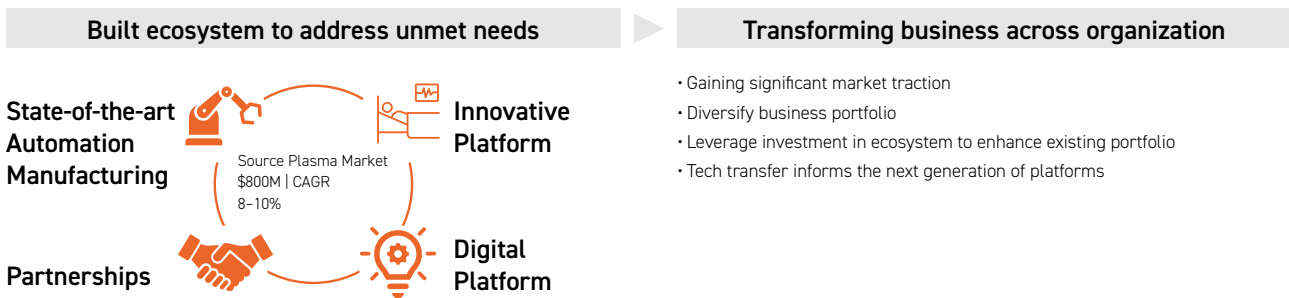 Built ecosystem to address unmet needs
State-of-the-art
Automation
Manufacturing
Innovative
Platform
Source Plasma Market
$800M | CAGR
8–10%
Partnerships
Digital
Platform
Transforming business across organization
• Gaining significant market traction
• Diversify business portfolio
• Leverage investment in ecosystem to enhance existing portfolio
• Tech transfer informs the next generation of platforms